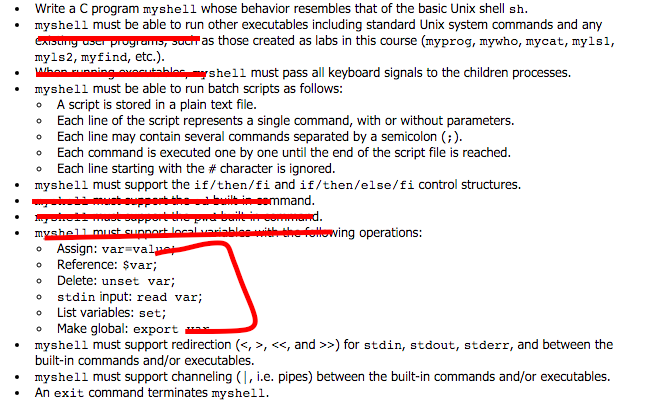 • Write a C program myshell whose behavior resembles that of the basic Unix shell sh.
• myshell must be able to run other executables including standard Unix system commands and any
existing user programs, such as those created as labs in this course (myprog, mywho, mycat, myls1,
myls2, myfind, etc.).
• When running executables, myshell must pass all keyboard signals to the children processes.
• myshell must be able to run batch scripts as follows:
◦ A script is stored in a plain text file.
◦ Each line of the script represents a single command, with or without parameters.
◦ Each line may contain several commands separated by a semicolon (;).
◦ Each command is executed one by one until the end of the script file is reached.
◦ Each line starting with the # character is ignored.
• myshell must support the if/then/fi and if/then/else/fi control structures.
• myshell must support the cd built-in command.
• myshell must support the pwd built-in command.
• myshell must support local variables with the following operations:
◦ Assign: var=value;
◦ Reference: $var;
◦ Delete: unset var;
◦ stdin input: read var;
◦ List variables: set;
◦ Make global: export var
• myshell must support redirection (<, >, <<, and >>) for stdin, stdout, stderr, and between the
built-in commands and/or executables.
• myshell must support channeling (|, i.e. pipes) between the built-in commands and/or executables.
• An exit command terminates myshell.